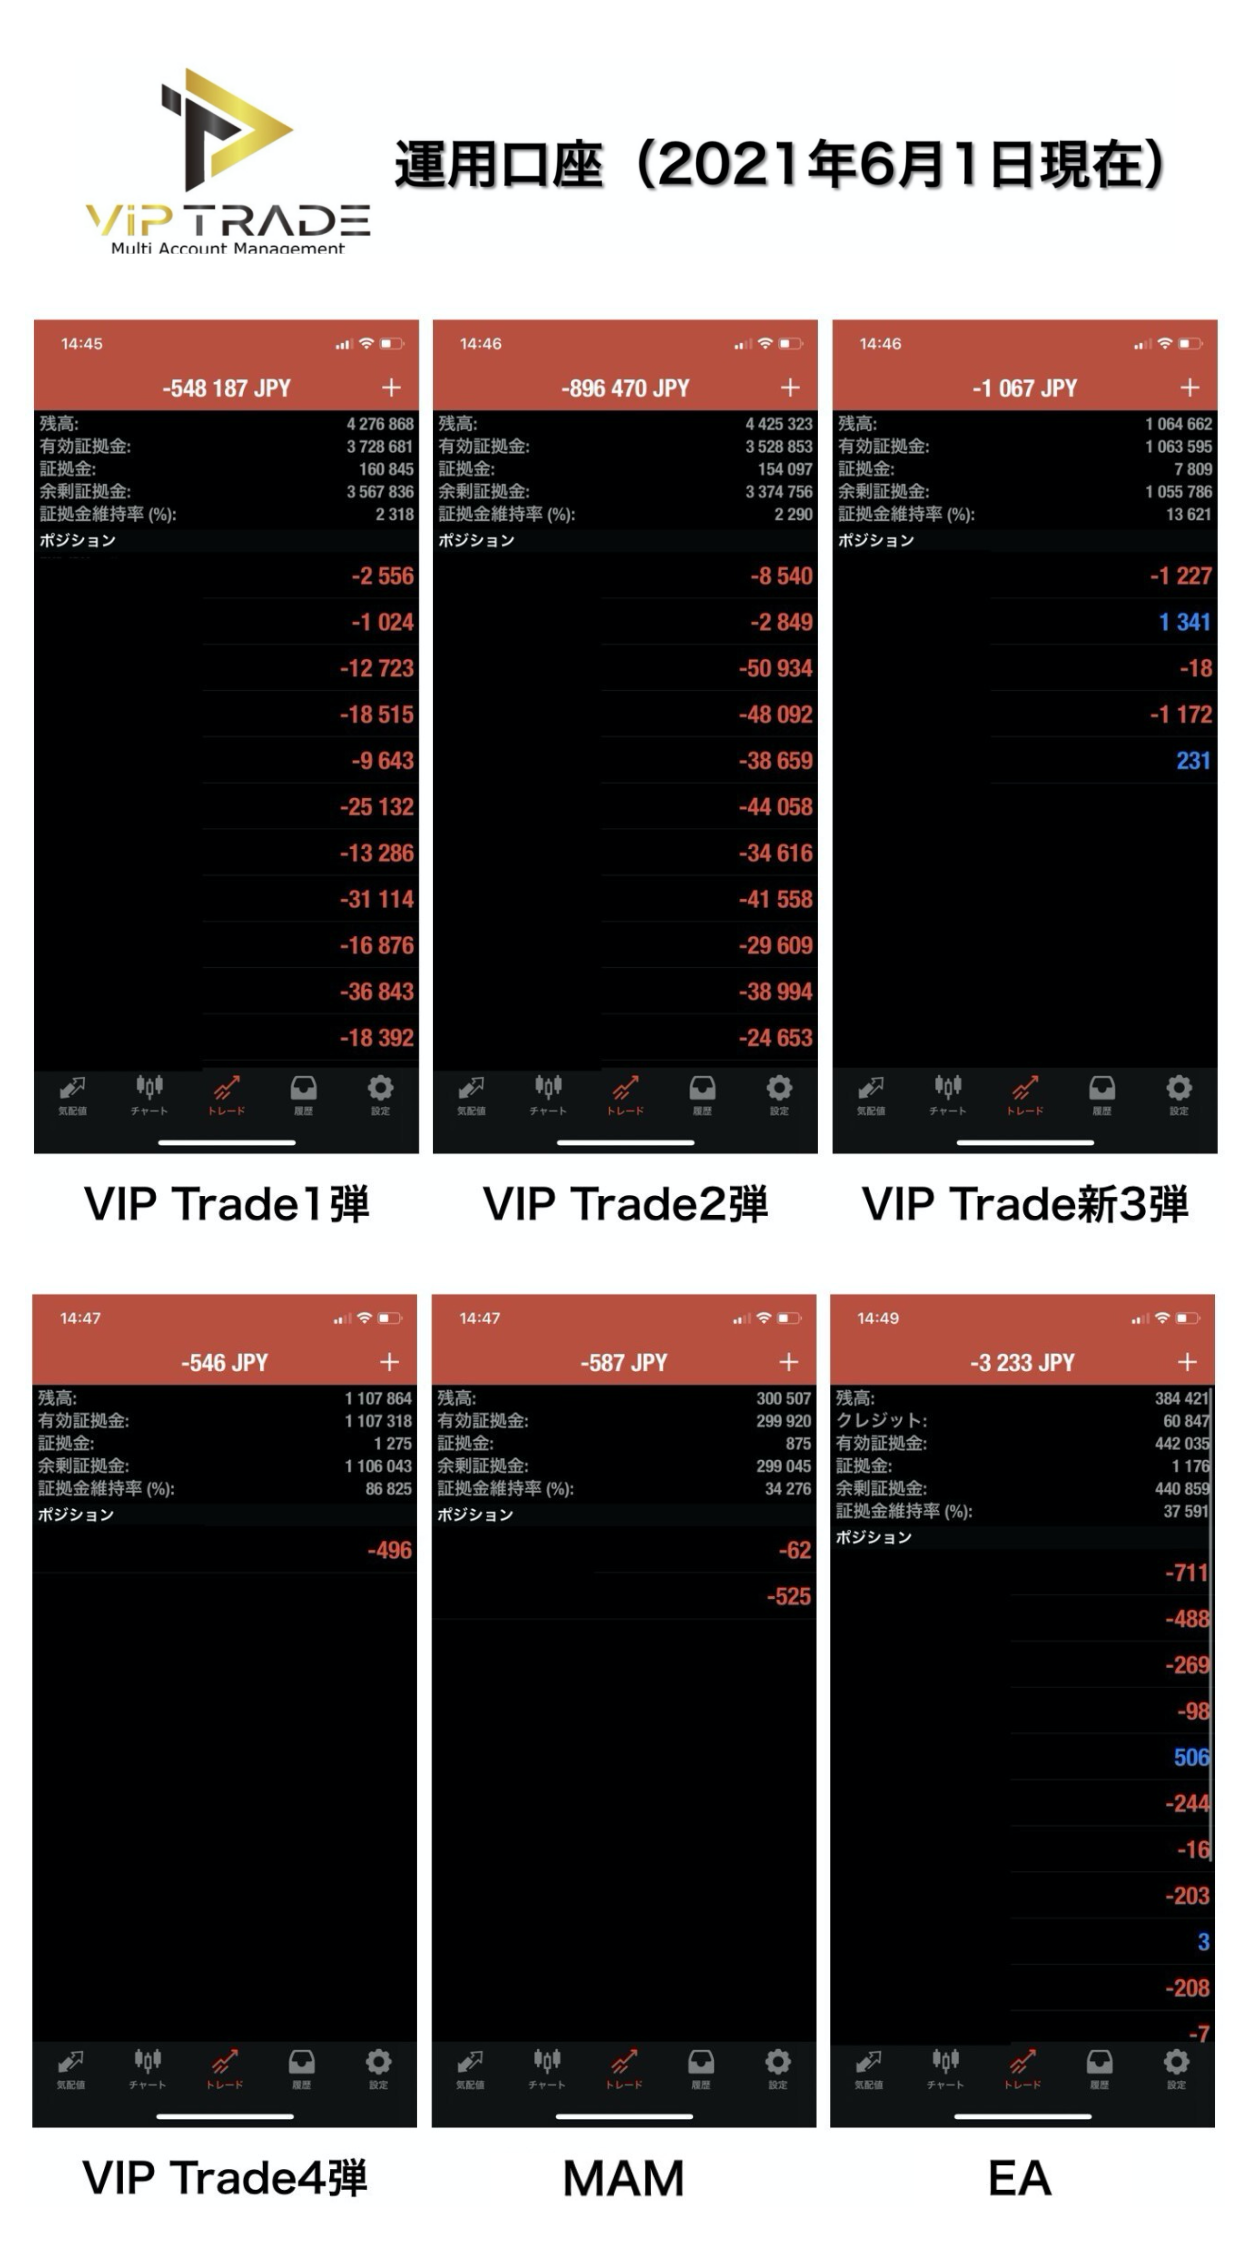 ViPTRADE
Multi Account Management
運用口座（2021年6月1日現在）
14:45
-548 187 JPY
+
残高: 4 276 868
有効証拠金: 3 728 681
証拠金: 160 845
余剰証拠金: 3 567 836
証拠金維持率 (%): 2 318
ポジション
-2 556
-1 024
-12 723
-18 515
-9 643
-25 132
-13 286
-31 114
-16 876
-36 843
-18 392
気配値 チャート トレード 履歴 設定
VIP Trade1弾
14:46
-896 470 JPY
+
残高: 4 425 323
有効証拠金: 3 528 853
証拠金: 154 097
余剰証拠金: 3 374 756
証拠金維持率 (%): 2 290
ポジション
-8 540
-2 849
-50 934
-48 092
-38 659
-44 058
-34 616
-41 558
-29 609
-38 994
-24 653
気配値 チャート トレード 履歴 設定
VIP Trade2弾
14:46
-1 067 JPY
+
残高: 1 064 662
有効証拠金: 1 063 595
証拠金: 7 809
余剰証拠金: 1 055 786
証拠金維持率 (%): 13 621
ポジション
-1 227
1 341
-18
-1 172
231
気配値 チャート トレード 履歴 設定
VIP Trade新3弾
14:47
-546 JPY
+
残高: 1 107 864
有効証拠金: 1 107 318
証拠金: 1 275
余剰証拠金: 1 106 043
証拠金維持率 (%): 86 825
ポジション
-496
気配値 チャート トレード 履歴 設定
VIP Trade4弾
14:47
-587 JPY
+
残高: 300 507
有効証拠金: 299 920
証拠金: 875
余剰証拠金: 299 045
証拠金維持率 (%): 34 276
ポジション
-62
-525
気配値 チャート トレード 履歴 設定
MAM
14:49
-3 233 JPY
+
残高: 384 421
クレジット: 60 847
有効証拠金: 442 035
証拠金: 1 176
余剰証拠金: 440 859
証拠金維持率 (%): 37 591
ポジション
-711
-488
-269
-98
506
-244
-16
-203
3
-208
-7
気配値 チャート トレード 履歴 設定
EA